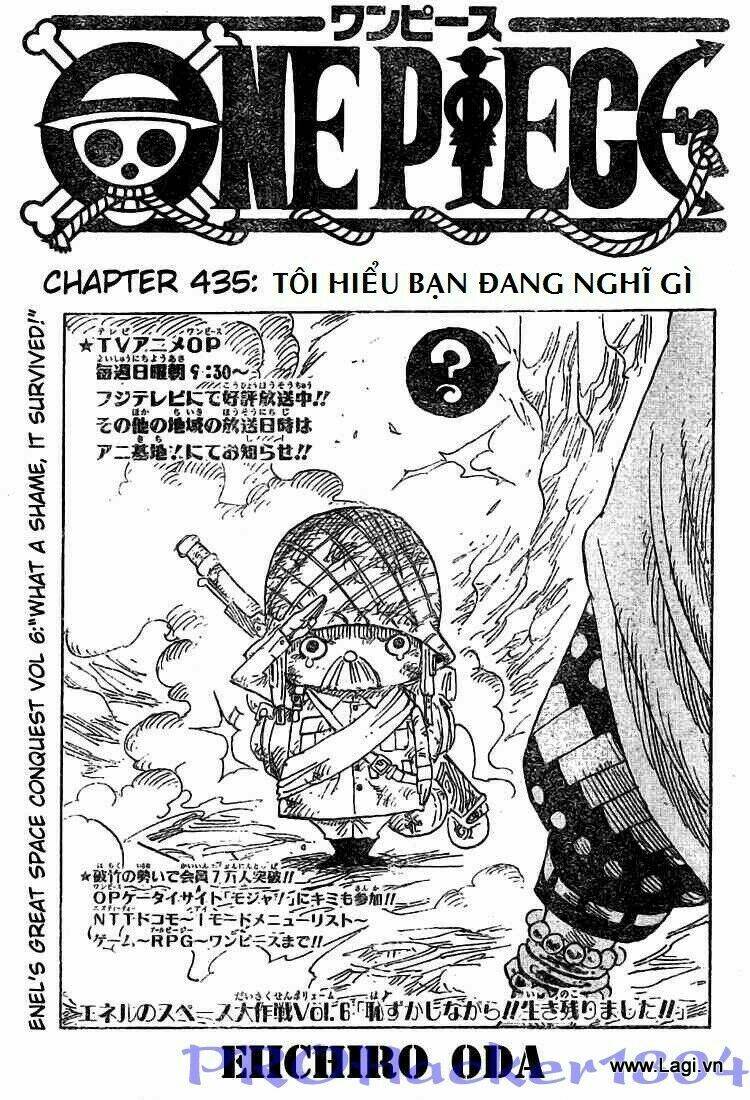 ワンピース
ONE PIECE
CHAPTER 435: TÔI HIỂU BẠN ĐANG NGHĨ GÌ
ENEL'S GREAT SPACE CONQUEST VOL 6:"WHAT A SHAME, IT SURVIVED!"
★TVアニメOP
毎週日曜朝9:30～
フジテレビにて好評放送中!!
その他の地域の放送日時は
アニ基地!にてお知らせ!!
?
★破竹の勢いで会員7万人突破!!
OPケータイサイト「モジャ!」にキミも参加!!
NTTドコモ～iモードメニューリスト～
ゲーム～RPG～ワンピースまで!!
エネルのスペース大作戦Vol.6「恥ずかしながら!!生き残りました!!」
EIICHIRO ODA
PROHacker1804
www.Lagi.vn